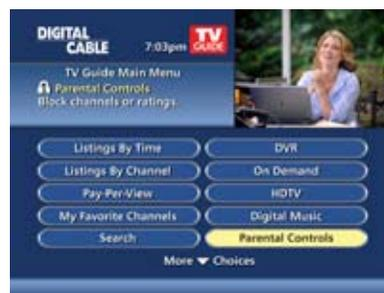 DIGITAL
CABLE
7:03pm
TV
GUIDE
TV Guide Main Menu
Parental Controls
Block channels or ratings.
Listings By Time
DVR
Listings By Channel
On Demand
Pay-Per-View
HDTV
My Favorite Channels
Digital Music
Search
Parental Controls
More Choices